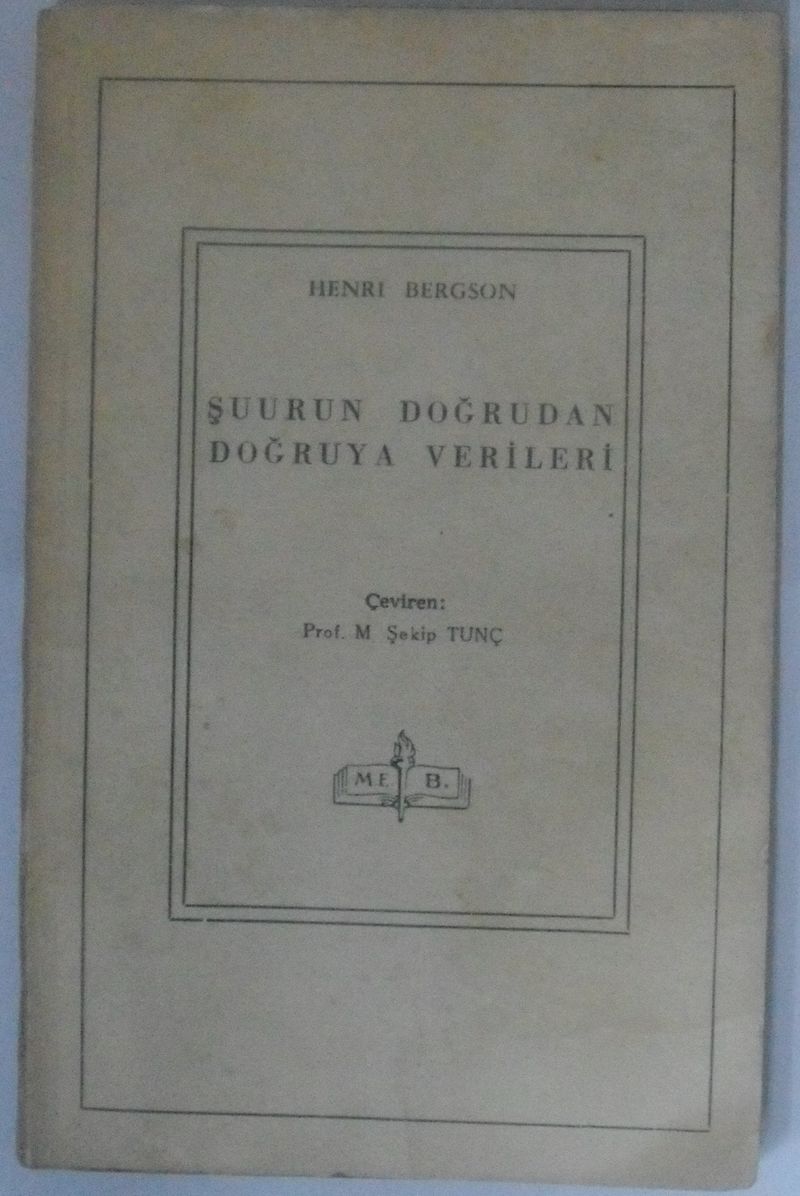 HENRI BERGSON
ŞUURUN DOĞRUDAN
DOĞRUYA VERİLERİ
Çeviren:
Prof. M. Şekip TUNÇ
M.E B.